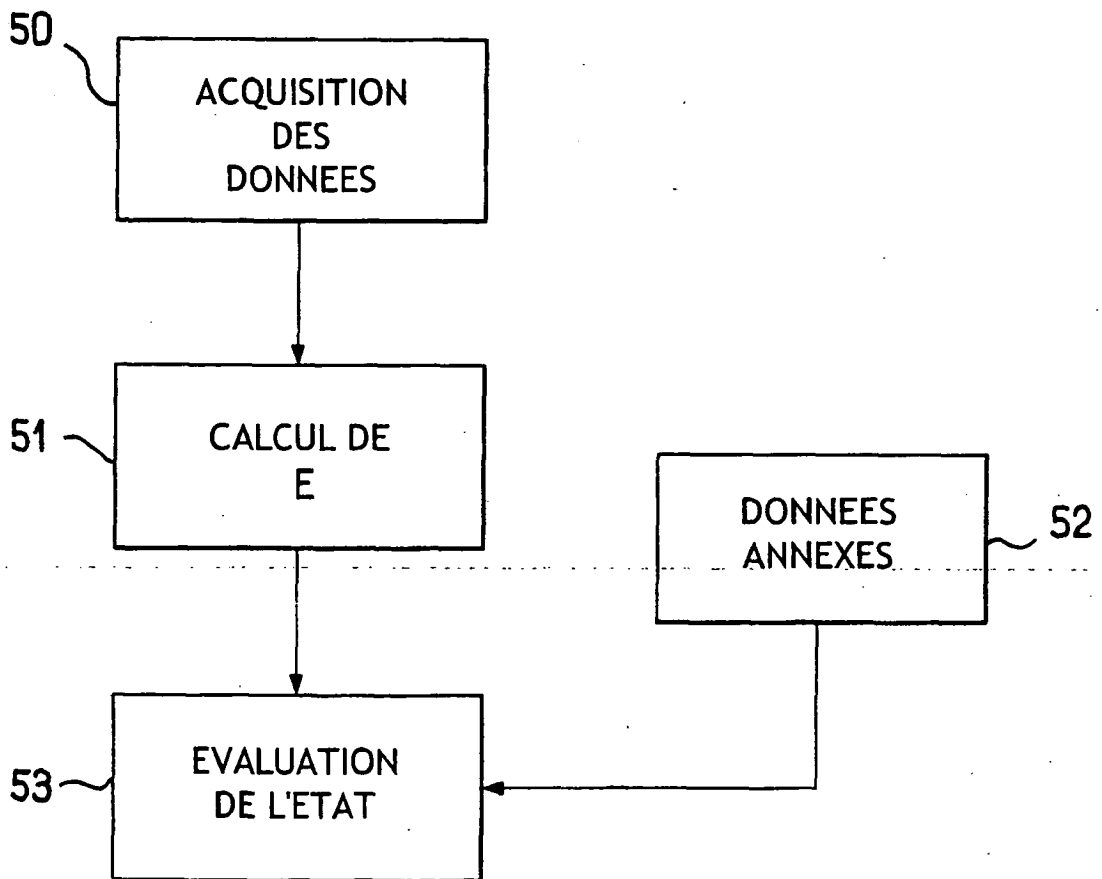 50
ACQUISITION
DES
DONNEES
51
CALCUL DE
E
DONNEES
ANNEXES
52
53
EVALUATION
DE L'ETAT